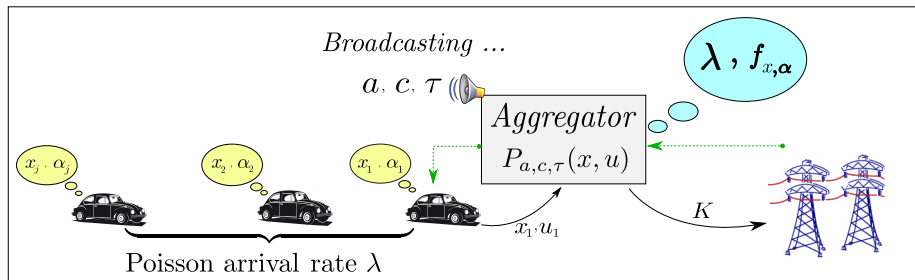 Broadcasting ...
a, c, τ
λ, f_{x,α}
Aggregator
P_{a,c,τ}(x, u)
x_j, α_j
x_2, α_2
x_1, α_1
x_1, u_1
K
Poisson arrival rate λ